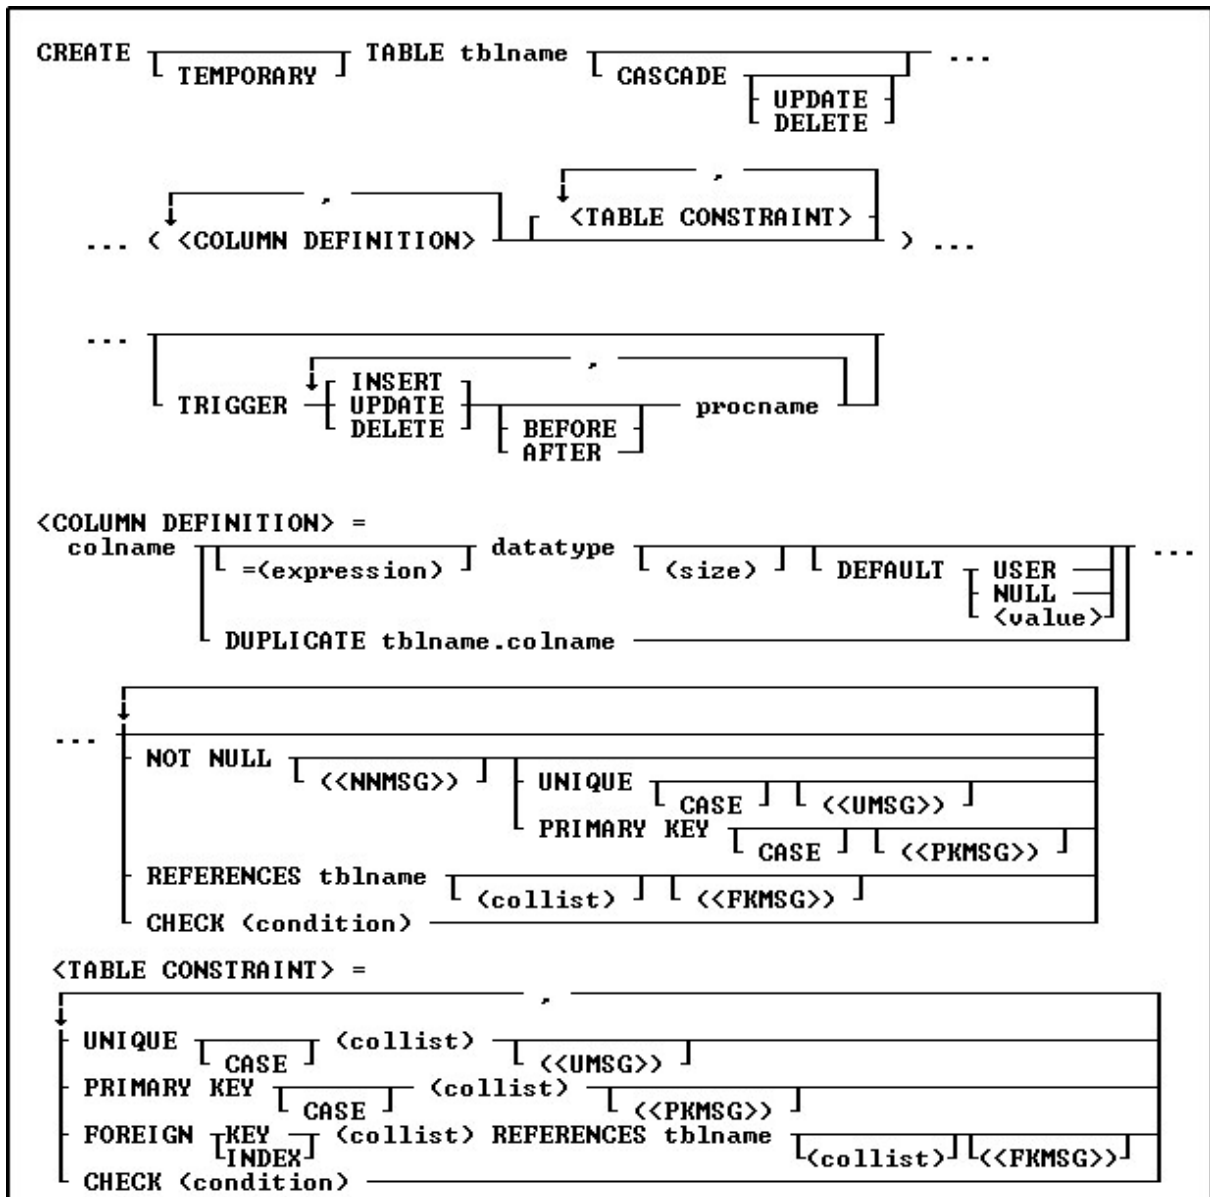 CREATE TABLE tblname ...
TEMPORARY CASCADE
UPDATE
DELETE
, ,
<TABLE CONSTRAINT>
... ( <COLUMN DEFINITION> ) ...
...
,
INSERT
TRIGGER UPDATE procname
DELETE BEFORE
AFTER
<COLUMN DEFINITION> =
colname datatype ...
=(expression) (size) DEFAULT USER
NULL
<value>
DUPLICATE tblname.colname
...
NOT NULL
(<NNMSG>) UNIQUE
CASE (<UMSG>)
PRIMARY KEY
CASE (<PKMSG>)
REFERENCES tblname
(collist) (<FKMSG>)
CHECK (condition)
<TABLE CONSTRAINT> =
,
UNIQUE (collist)
CASE (<UMSG>)
PRIMARY KEY (collist)
CASE (<PKMSG>)
FOREIGN KEY (collist) REFERENCES tblname
INDEX (collist) (<FKMSG>)
CHECK (condition)